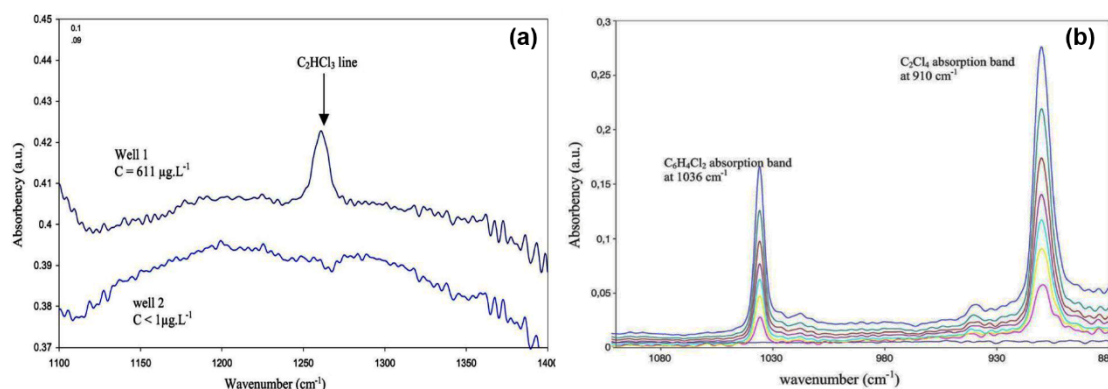 (a)
0.45
0.44
0.43
0.42
0.41
0.4
0.39
0.38
0.37
0.1
.09
C₂HCl₃ line
Well 1
C = 611 µg.L⁻¹
well 2
C < 1µg.L⁻¹
Absorbency (a.u.)
1100
1150
1200
1250
1300
1350
1400
Wavenumber (cm⁻¹)
(b)
0,3
0,25
0,2
0,15
0,1
0,05
0
C₂Cl₄ absorption band
at 910 cm⁻¹
C₆H₄Cl₂ absorption band
at 1036 cm⁻¹
Absorbency (a.u.)
1080
1030
980
930
wavenumber (cm⁻¹)